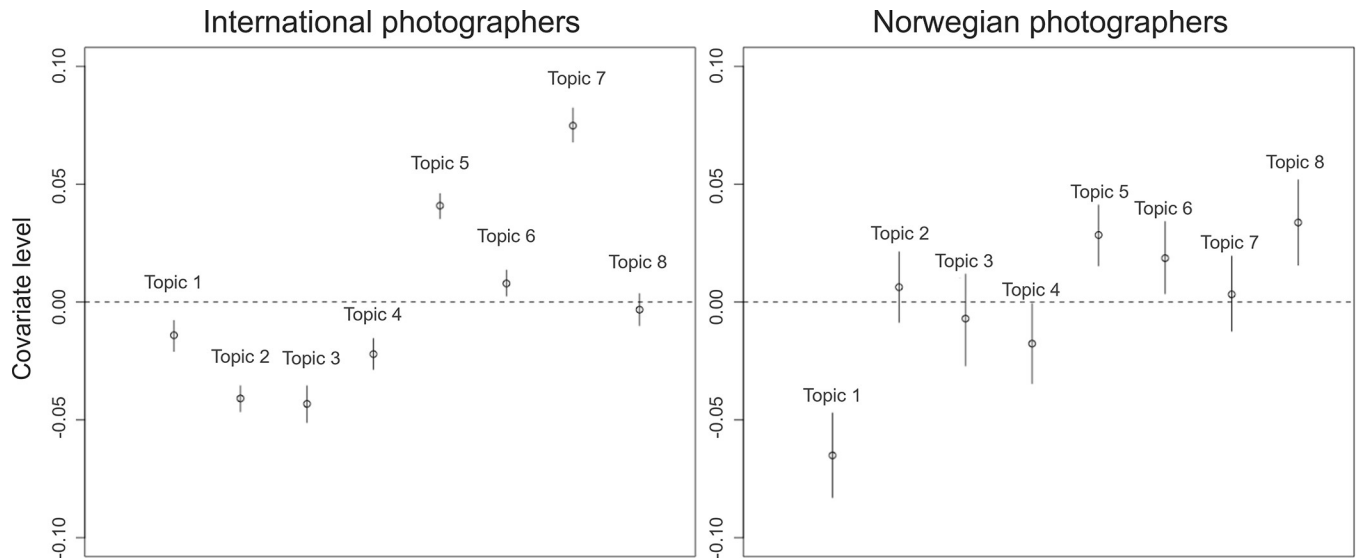 International photographers
Norwegian photographers
Covariate level
0.10
0.05
0.00
-0.05
-0.10
Topic 1
Topic 2
Topic 3
Topic 4
Topic 5
Topic 6
Topic 7
Topic 8
0.10
0.05
0.00
-0.05
-0.10
Topic 1
Topic 2
Topic 3
Topic 4
Topic 5
Topic 6
Topic 7
Topic 8